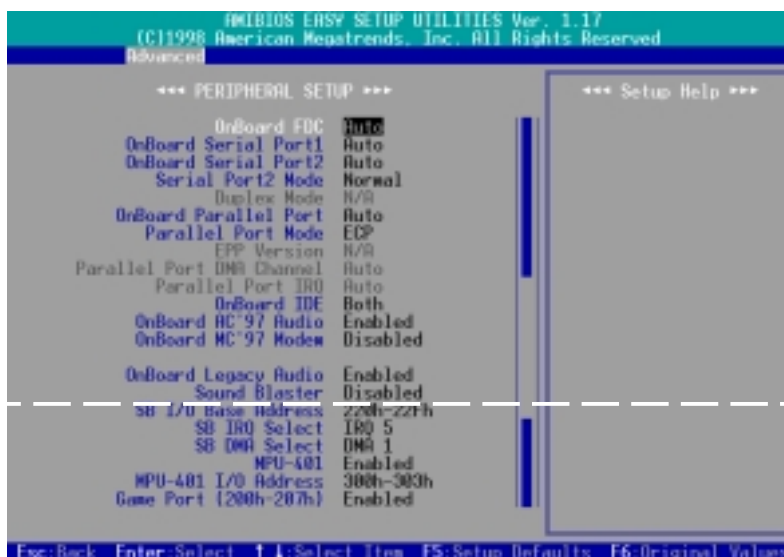 AMIBIOS EASY SETUP UTILITIES Ver. 1.17
(C)1998 American Megatrends, Inc. All Rights Reserved
Advanced
◄◄◄ PERIPHERAL SETUP ►►►
◄◄◄ Setup Help ►►►
OnBoard FDC Auto
OnBoard Serial Port1 Auto
OnBoard Serial Port2 Auto
Serial Port2 Mode Normal
Duplex Mode N/A
OnBoard Parallel Port Auto
Parallel Port Mode ECP
EPP Version N/A
Parallel Port DMA Channel Auto
Parallel Port IRQ Auto
OnBoard IDE Both
OnBoard AC'97 Audio Enabled
OnBoard MC'97 Modem Disabled
OnBoard Legacy Audio Enabled
Sound Blaster Disabled
SB I/O Base Address 220h-22Fh
SB IRQ Select IRQ 5
SB DMA Select DMA 1
MPU-401 Enabled
MPU-401 I/O Address 300h-303h
Game Port (200h-207h) Enabled
Esc:Back Enter:Select ↑↓:Select Item F5:Setup Defaults F6:Original Values